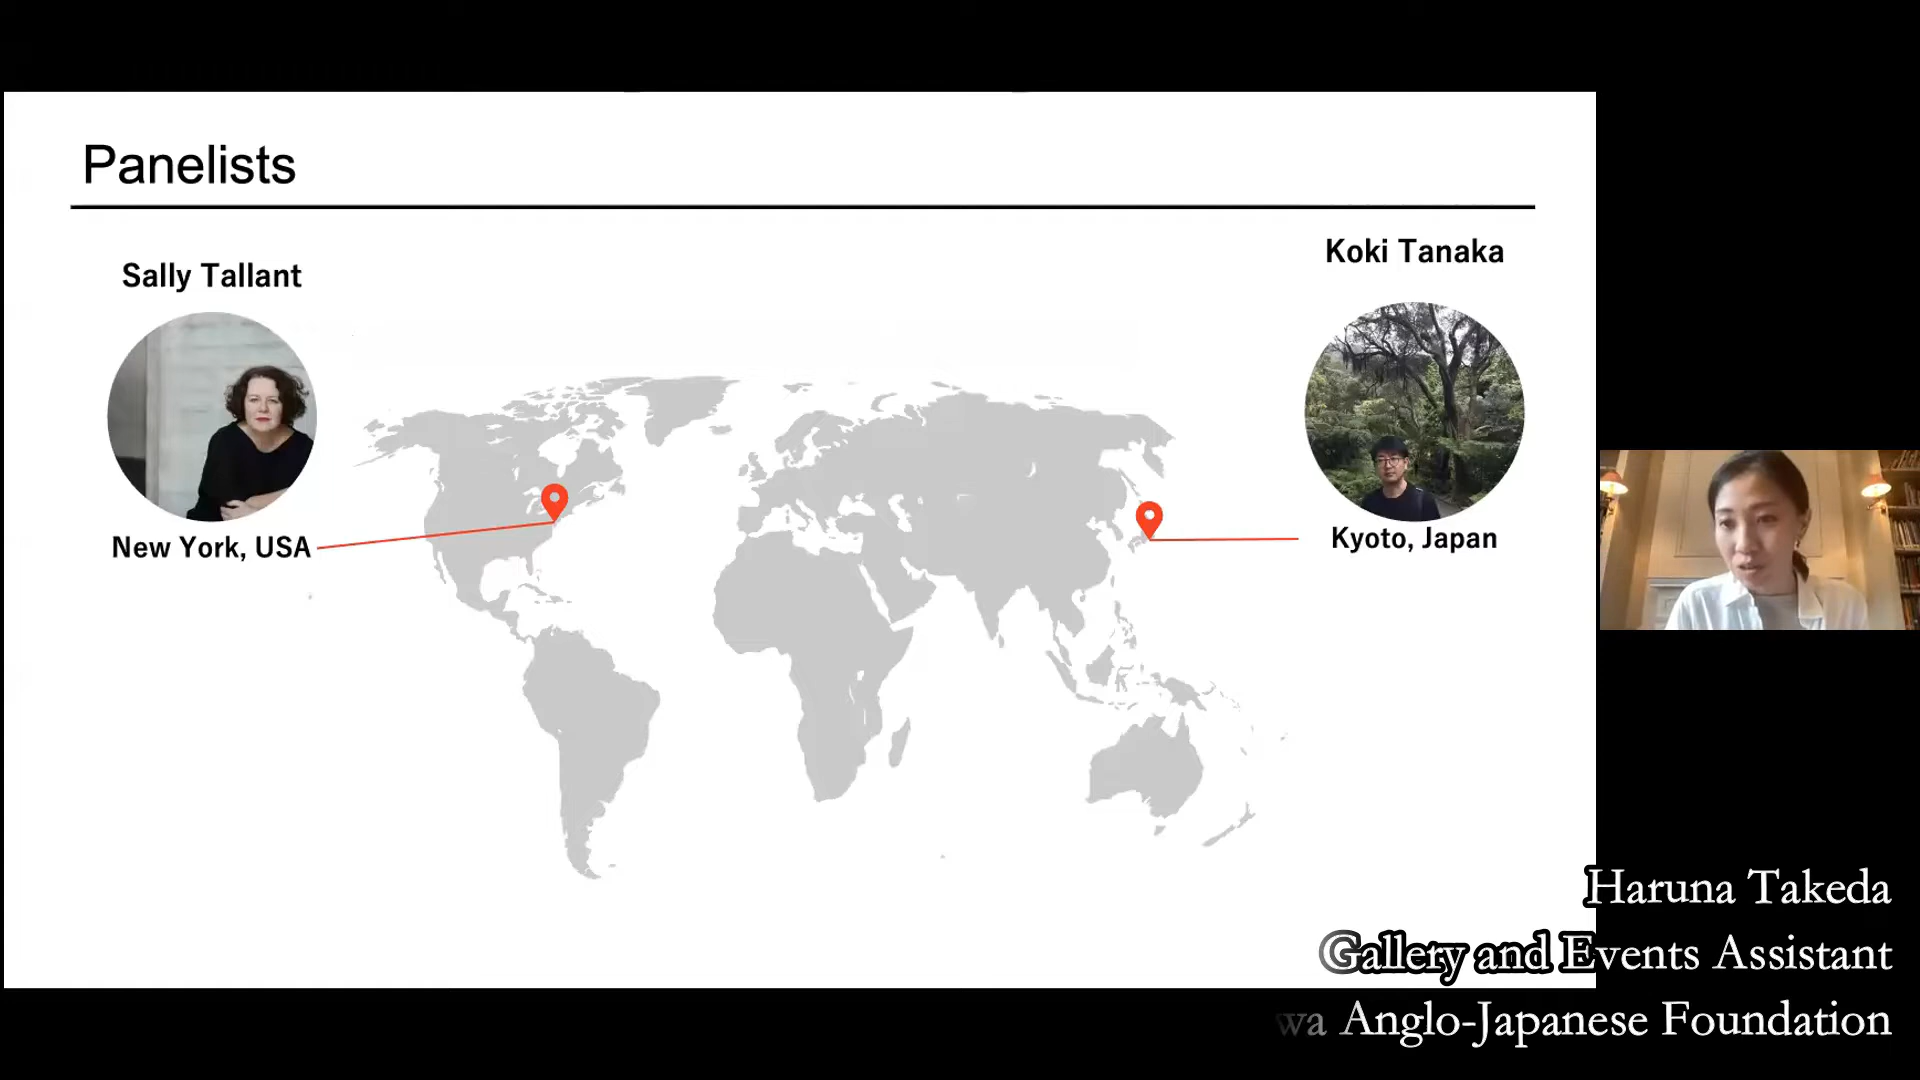 Panelists
Sally Tallant
Koki Tanaka
New York, USA
Kyoto, Japan
Haruna Takeda
Gallery and Events Assistant
wa Anglo-Japanese Foundation